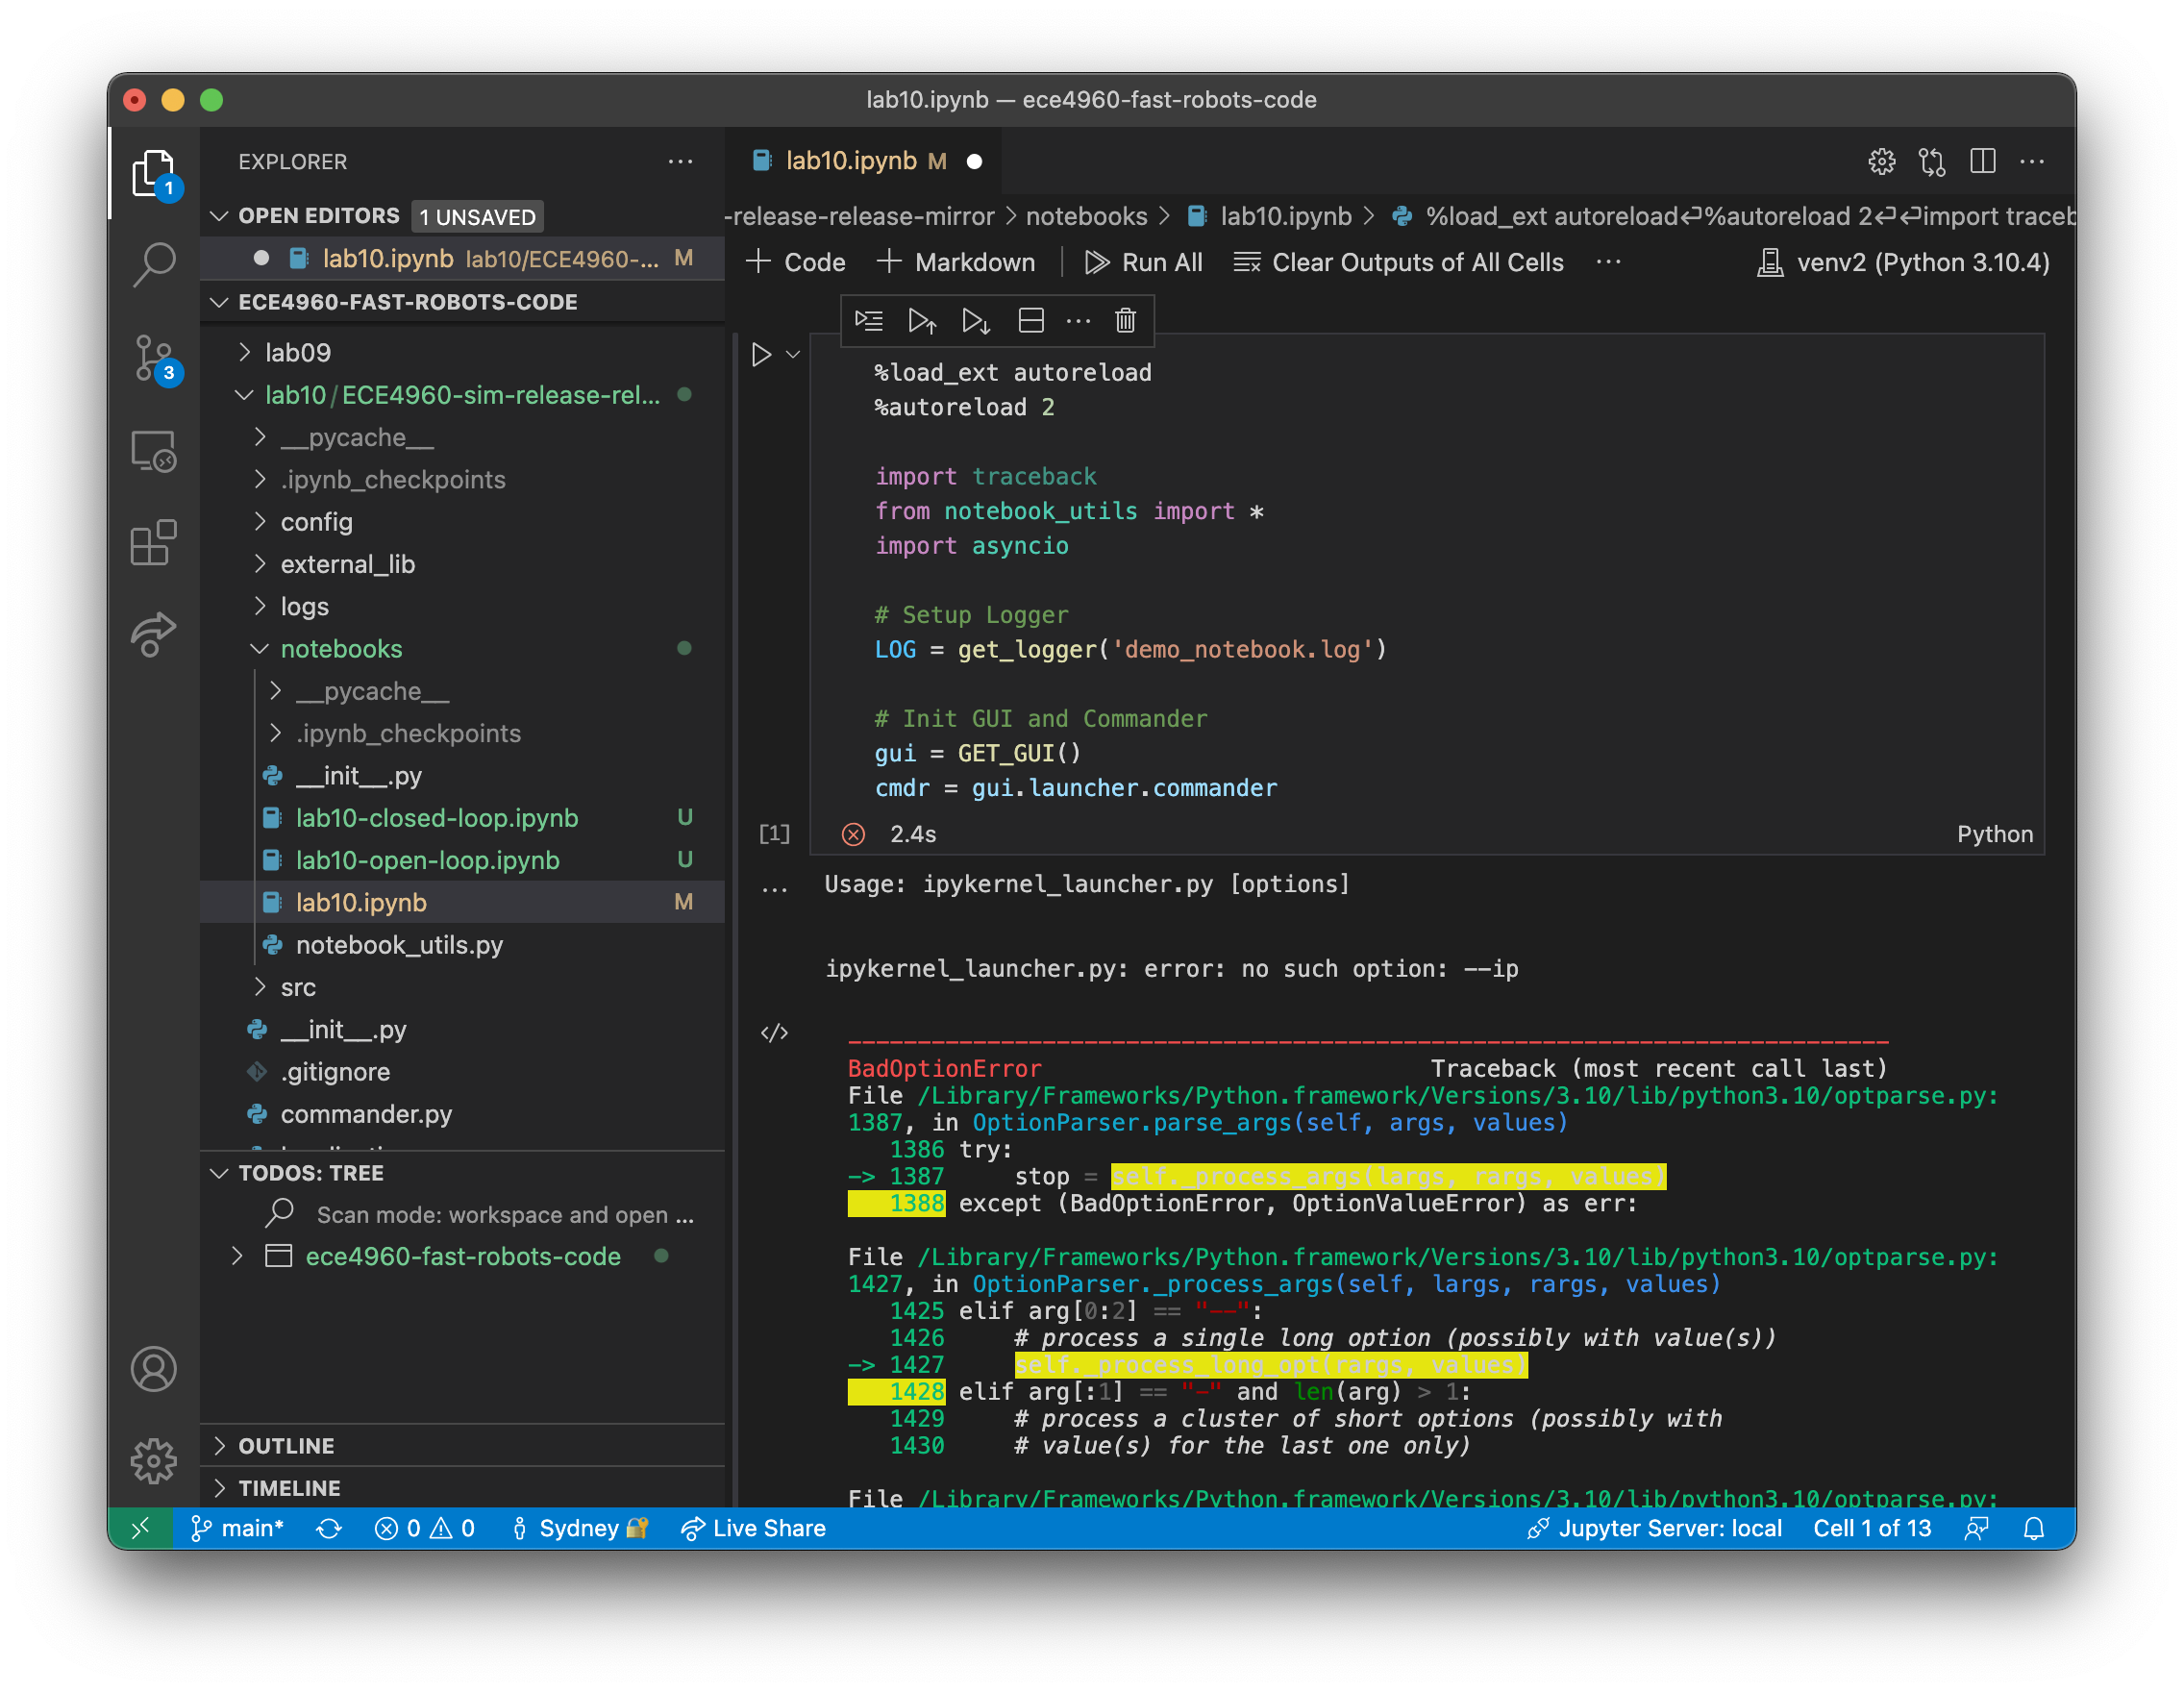 lab10.ipynb — ece4960-fast-robots-code
EXPLORER
OPEN EDITORS 1 UNSAVED
lab10.ipynb lab10/ECE4960-... M
ECE4960-FAST-ROBOTS-CODE
lab09
lab10/ECE4960-sim-release-rel...
__pycache__
.ipynb_checkpoints
config
external_lib
logs
notebooks
__pycache__
.ipynb_checkpoints
__init__.py
lab10-closed-loop.ipynb U
lab10-open-loop.ipynb U
lab10.ipynb M
notebook_utils.py
src
__init__.py
.gitignore
commander.py
TODOS: TREE
Scan mode: workspace and open ...
ece4960-fast-robots-code
OUTLINE
TIMELINE
1
3
lab10.ipynb M
-release-release-mirror > notebooks > lab10.ipynb > %load_ext autoreload↵%autoreload 2↵↵import traceb
Code Markdown Run All Clear Outputs of All Cells ... venv2 (Python 3.10.4)
%load_ext autoreload
%autoreload 2
import traceback
from notebook_utils import *
import asyncio
# Setup Logger
LOG = get_logger('demo_notebook.log')
# Init GUI and Commander
gui = GET_GUI()
cmdr = gui.launcher.commander
[1] 2.4s Python
... Usage: ipykernel_launcher.py [options]
ipykernel_launcher.py: error: no such option: --ip
</>
---------------------------------------------------------------------------
BadOptionError Traceback (most recent call last)
File /Library/Frameworks/Python.framework/Versions/3.10/lib/python3.10/optparse.py:
1387, in OptionParser.parse_args(self, args, values)
1386 try:
-> 1387 stop = self._process_args(largs, rargs, values)
1388 except (BadOptionError, OptionValueError) as err:
File /Library/Frameworks/Python.framework/Versions/3.10/lib/python3.10/optparse.py:
1427, in OptionParser._process_args(self, largs, rargs, values)
1425 elif arg[0:2] == "--":
1426 # process a single long option (possibly with value(s))
-> 1427 self._process_long_opt(rargs, values)
1428 elif arg[:1] == "-" and len(arg) > 1:
1429 # process a cluster of short options (possibly with
1430 # value(s) for the last one only)
File /Library/Frameworks/Python.framework/Versions/3.10/lib/python3.10/optparse.py:
main* 0 0 Sydney Live Share Jupyter Server: local Cell 1 of 13